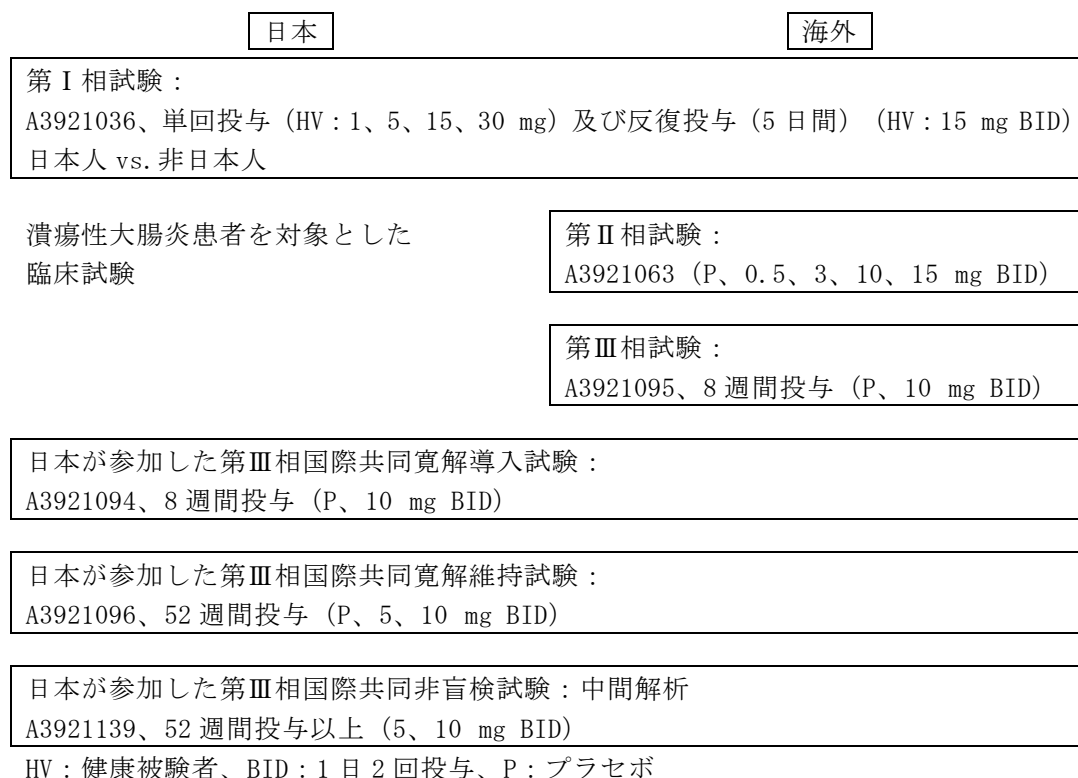 日本 海外
第Ⅰ相試験:
A3921036、単回投与 (HV:1、5、15、30 mg) 及び反復投与 (5 日間) (HV:15 mg BID)
日本人 vs.非日本人
潰瘍性大腸炎患者を対象とした
臨床試験
第Ⅱ相試験:
A3921063 (P、0.5、3、10、15 mg BID)
第Ⅲ相試験:
A3921095、8 週間投与 (P、10 mg BID)
日本が参加した第Ⅲ相国際共同寛解導入試験:
A3921094、8 週間投与 (P、10 mg BID)
日本が参加した第Ⅲ相国際共同寛解維持試験:
A3921096、52 週間投与 (P、5、10 mg BID)
日本が参加した第Ⅲ相国際共同非盲検試験:中間解析
A3921139、52 週間投与以上 (5、10 mg BID)
HV:健康被験者、BID:1 日 2 回投与、P:プラセボ